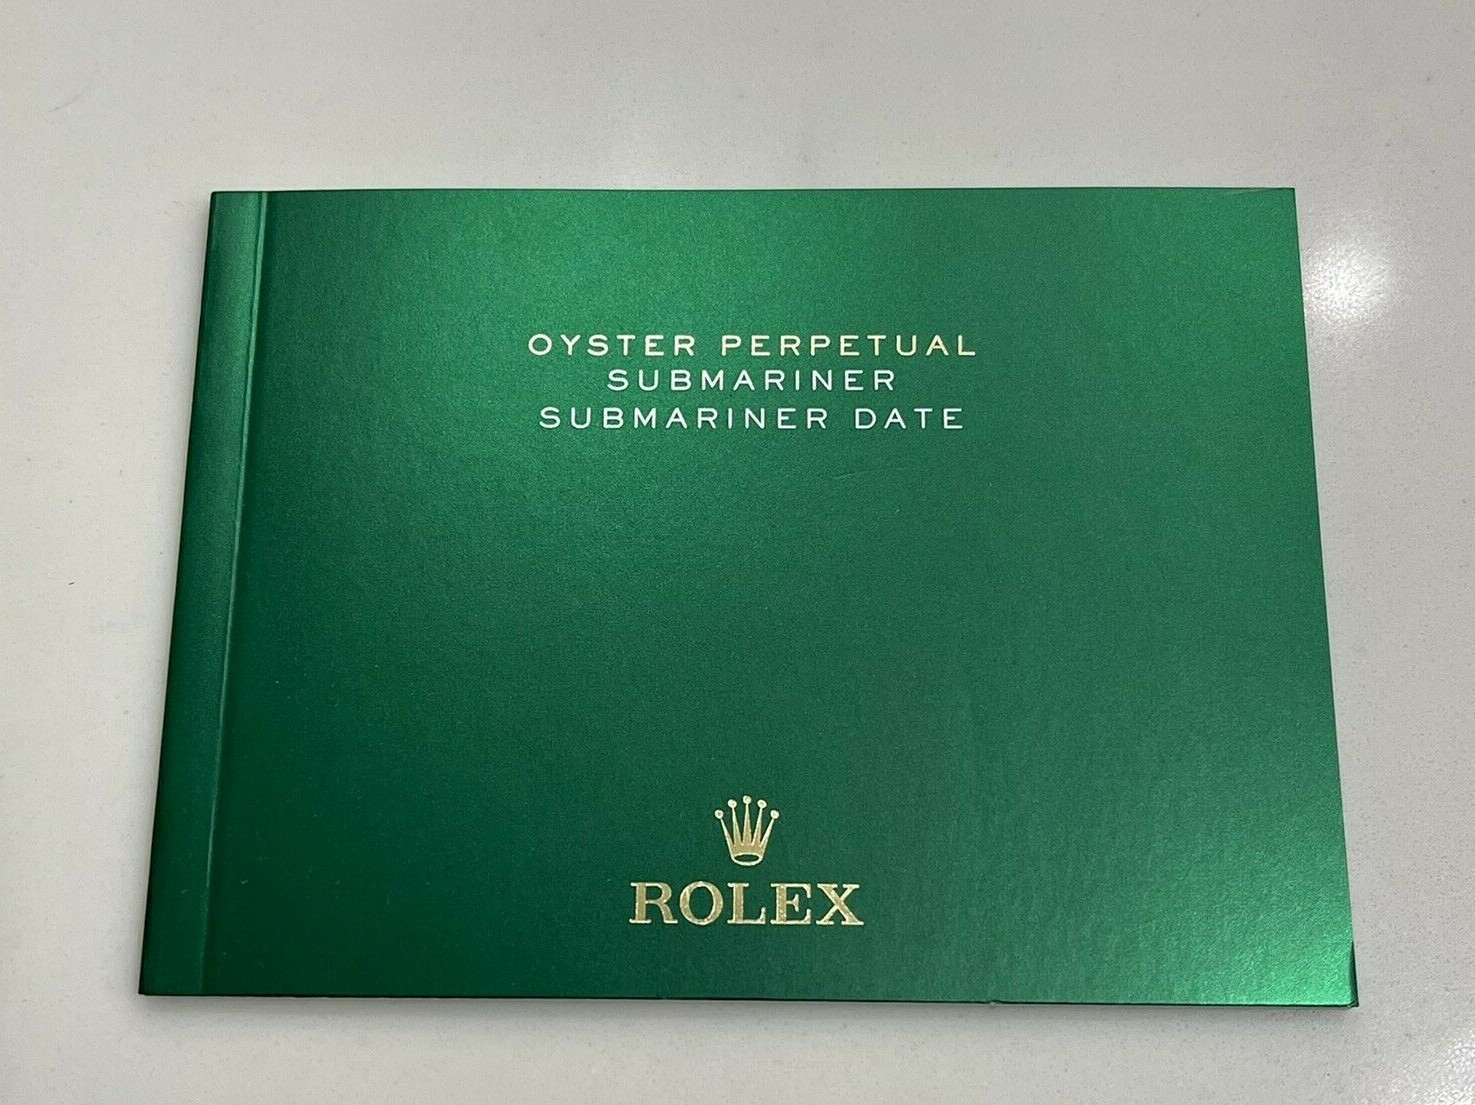 OYSTER PERPETUAL
SUBMARINER
SUBMARINER DATE
ROLEX